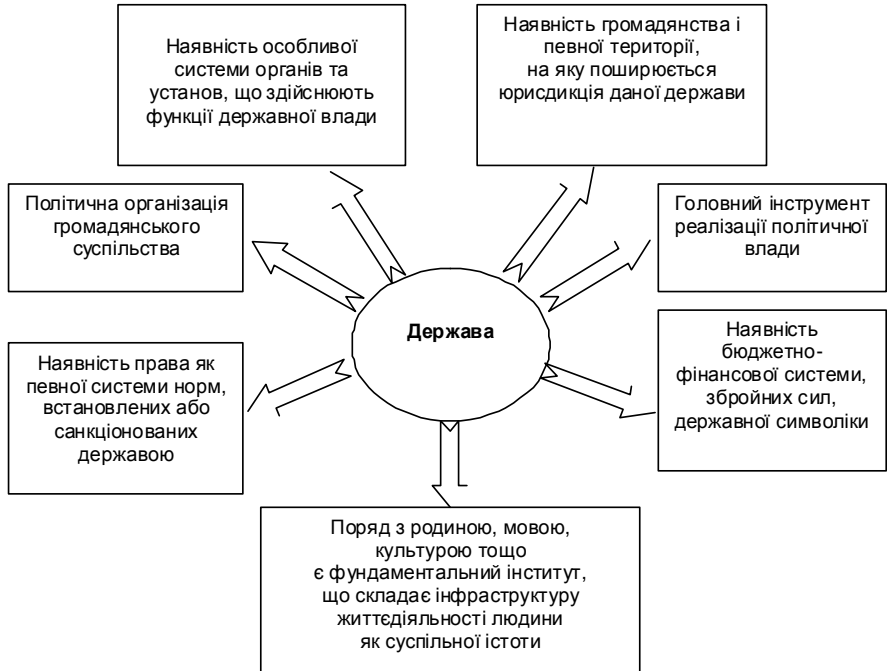 Наявність особливої
системи органів та
установ, що здійснюють
функції державної влади
Наявність громадянства і
певної території,
на яку поширюється
юрисдикція даної держави
Політична організація
громадянського
суспільства
Головний інструмент
реалізації політичної
влади
Держава
Наявність права як
певної системи норм,
встановлених або
санкціонованих
державою
Наявність
бюджетно-
фінансової системи,
збройних сил,
державної символіки
Поряд з родиною, мовою,
культурою тощо
є фундаментальний інститут,
що складає інфраструктуру
життєдіяльності людини
як суспільної істоти